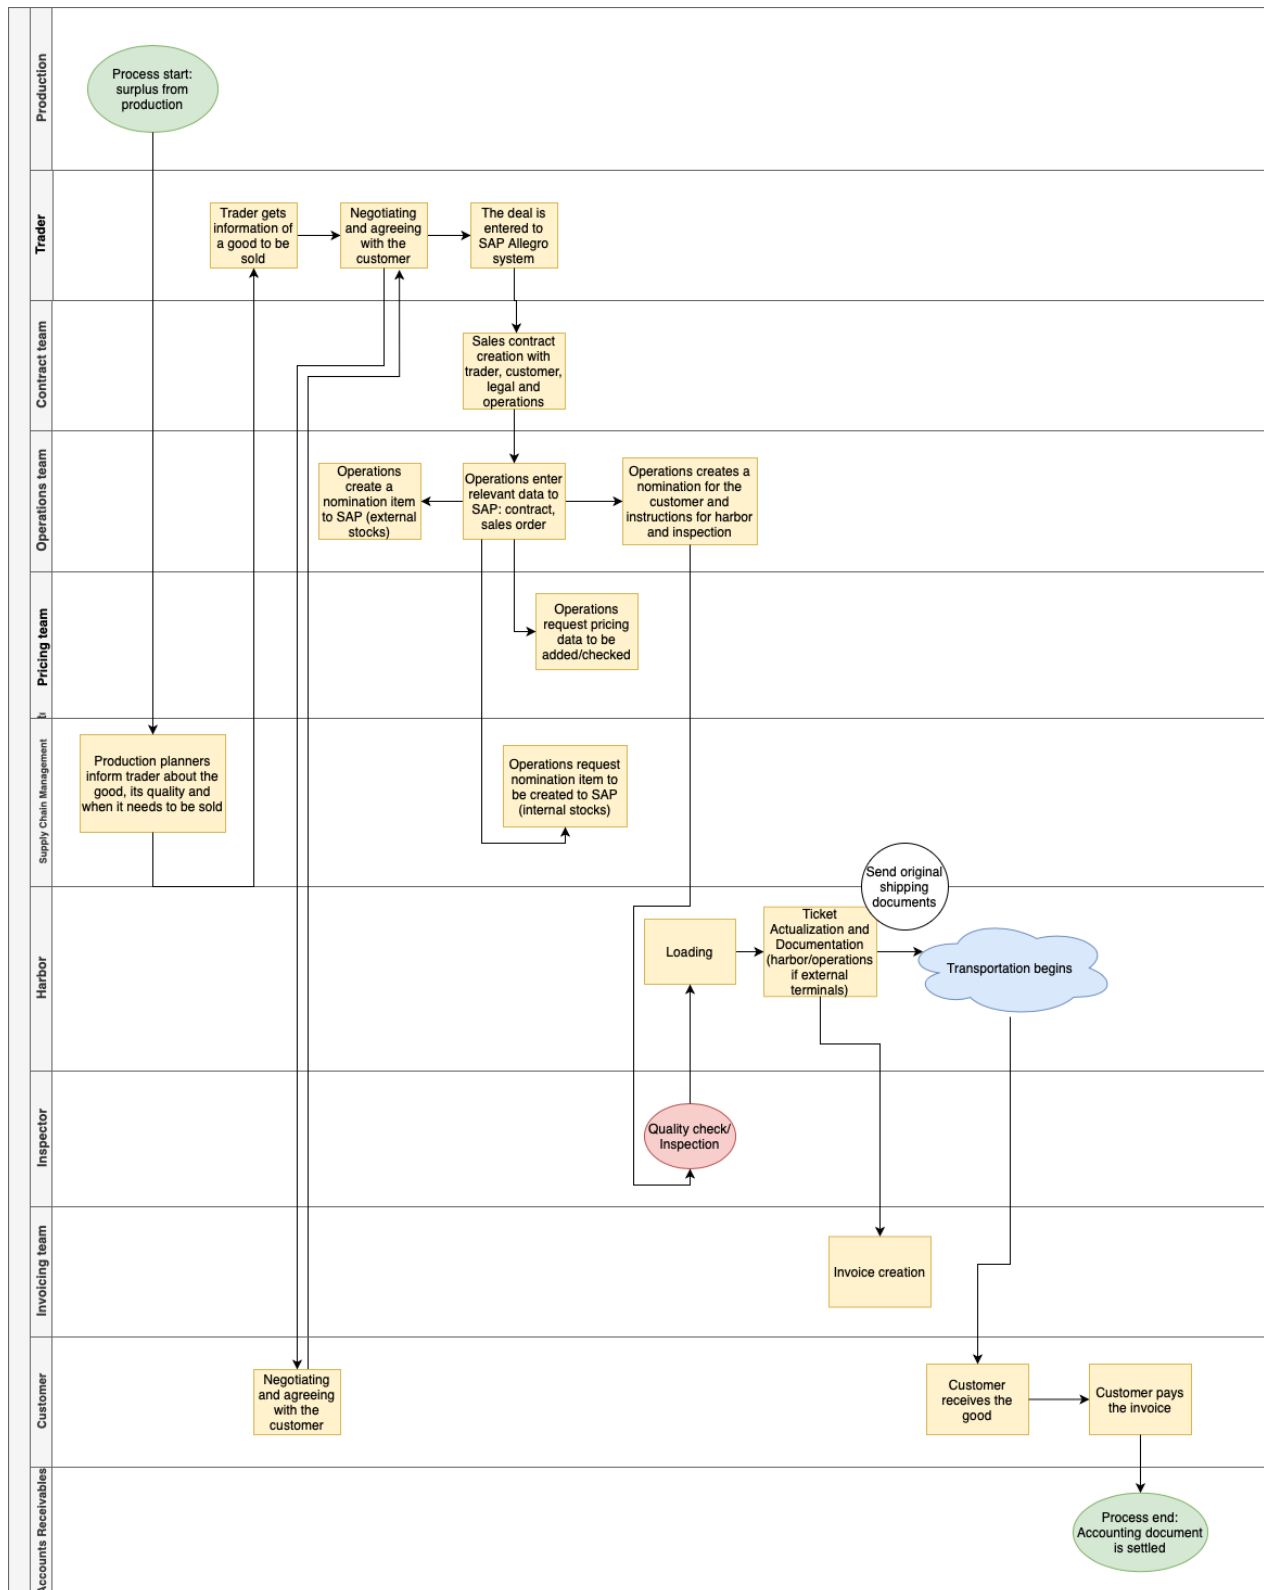 Production
Process start:
surplus from
production
Trader
Trader gets
information of
a good to be
sold
Negotiating
and agreeing
with the
customer
The deal is
entered to
SAP Allegro
system
Contract team
Sales contract
creation with
trader, customer,
legal and
operations
Operations team
Operations
create a
nomination item
to SAP (external
stocks)
Operations enter
relevant data to
SAP: contract,
sales order
Operations creates a
nomination for the
customer and
instructions for harbor
and inspection
Pricing team
Operations
request pricing
data to be
added/checked
Supply Chain Management
Production planners
inform trader about the
good, its quality and
when it needs to be sold
Operations request
nomination item to
be created to SAP
(internal stocks)
Send original
shipping
documents
Harbor
Loading
Ticket
Actualization and
Documentation
(harbor/operations
if external
terminals)
Transportation begins
Inspector
Quality check/
Inspection
Invoicing team
Invoice creation
Customer
Negotiating
and agreeing
with the
customer
Customer
receives the
good
Customer pays
the invoice
Accounts Receivables
Process end:
Accounting document
is settled